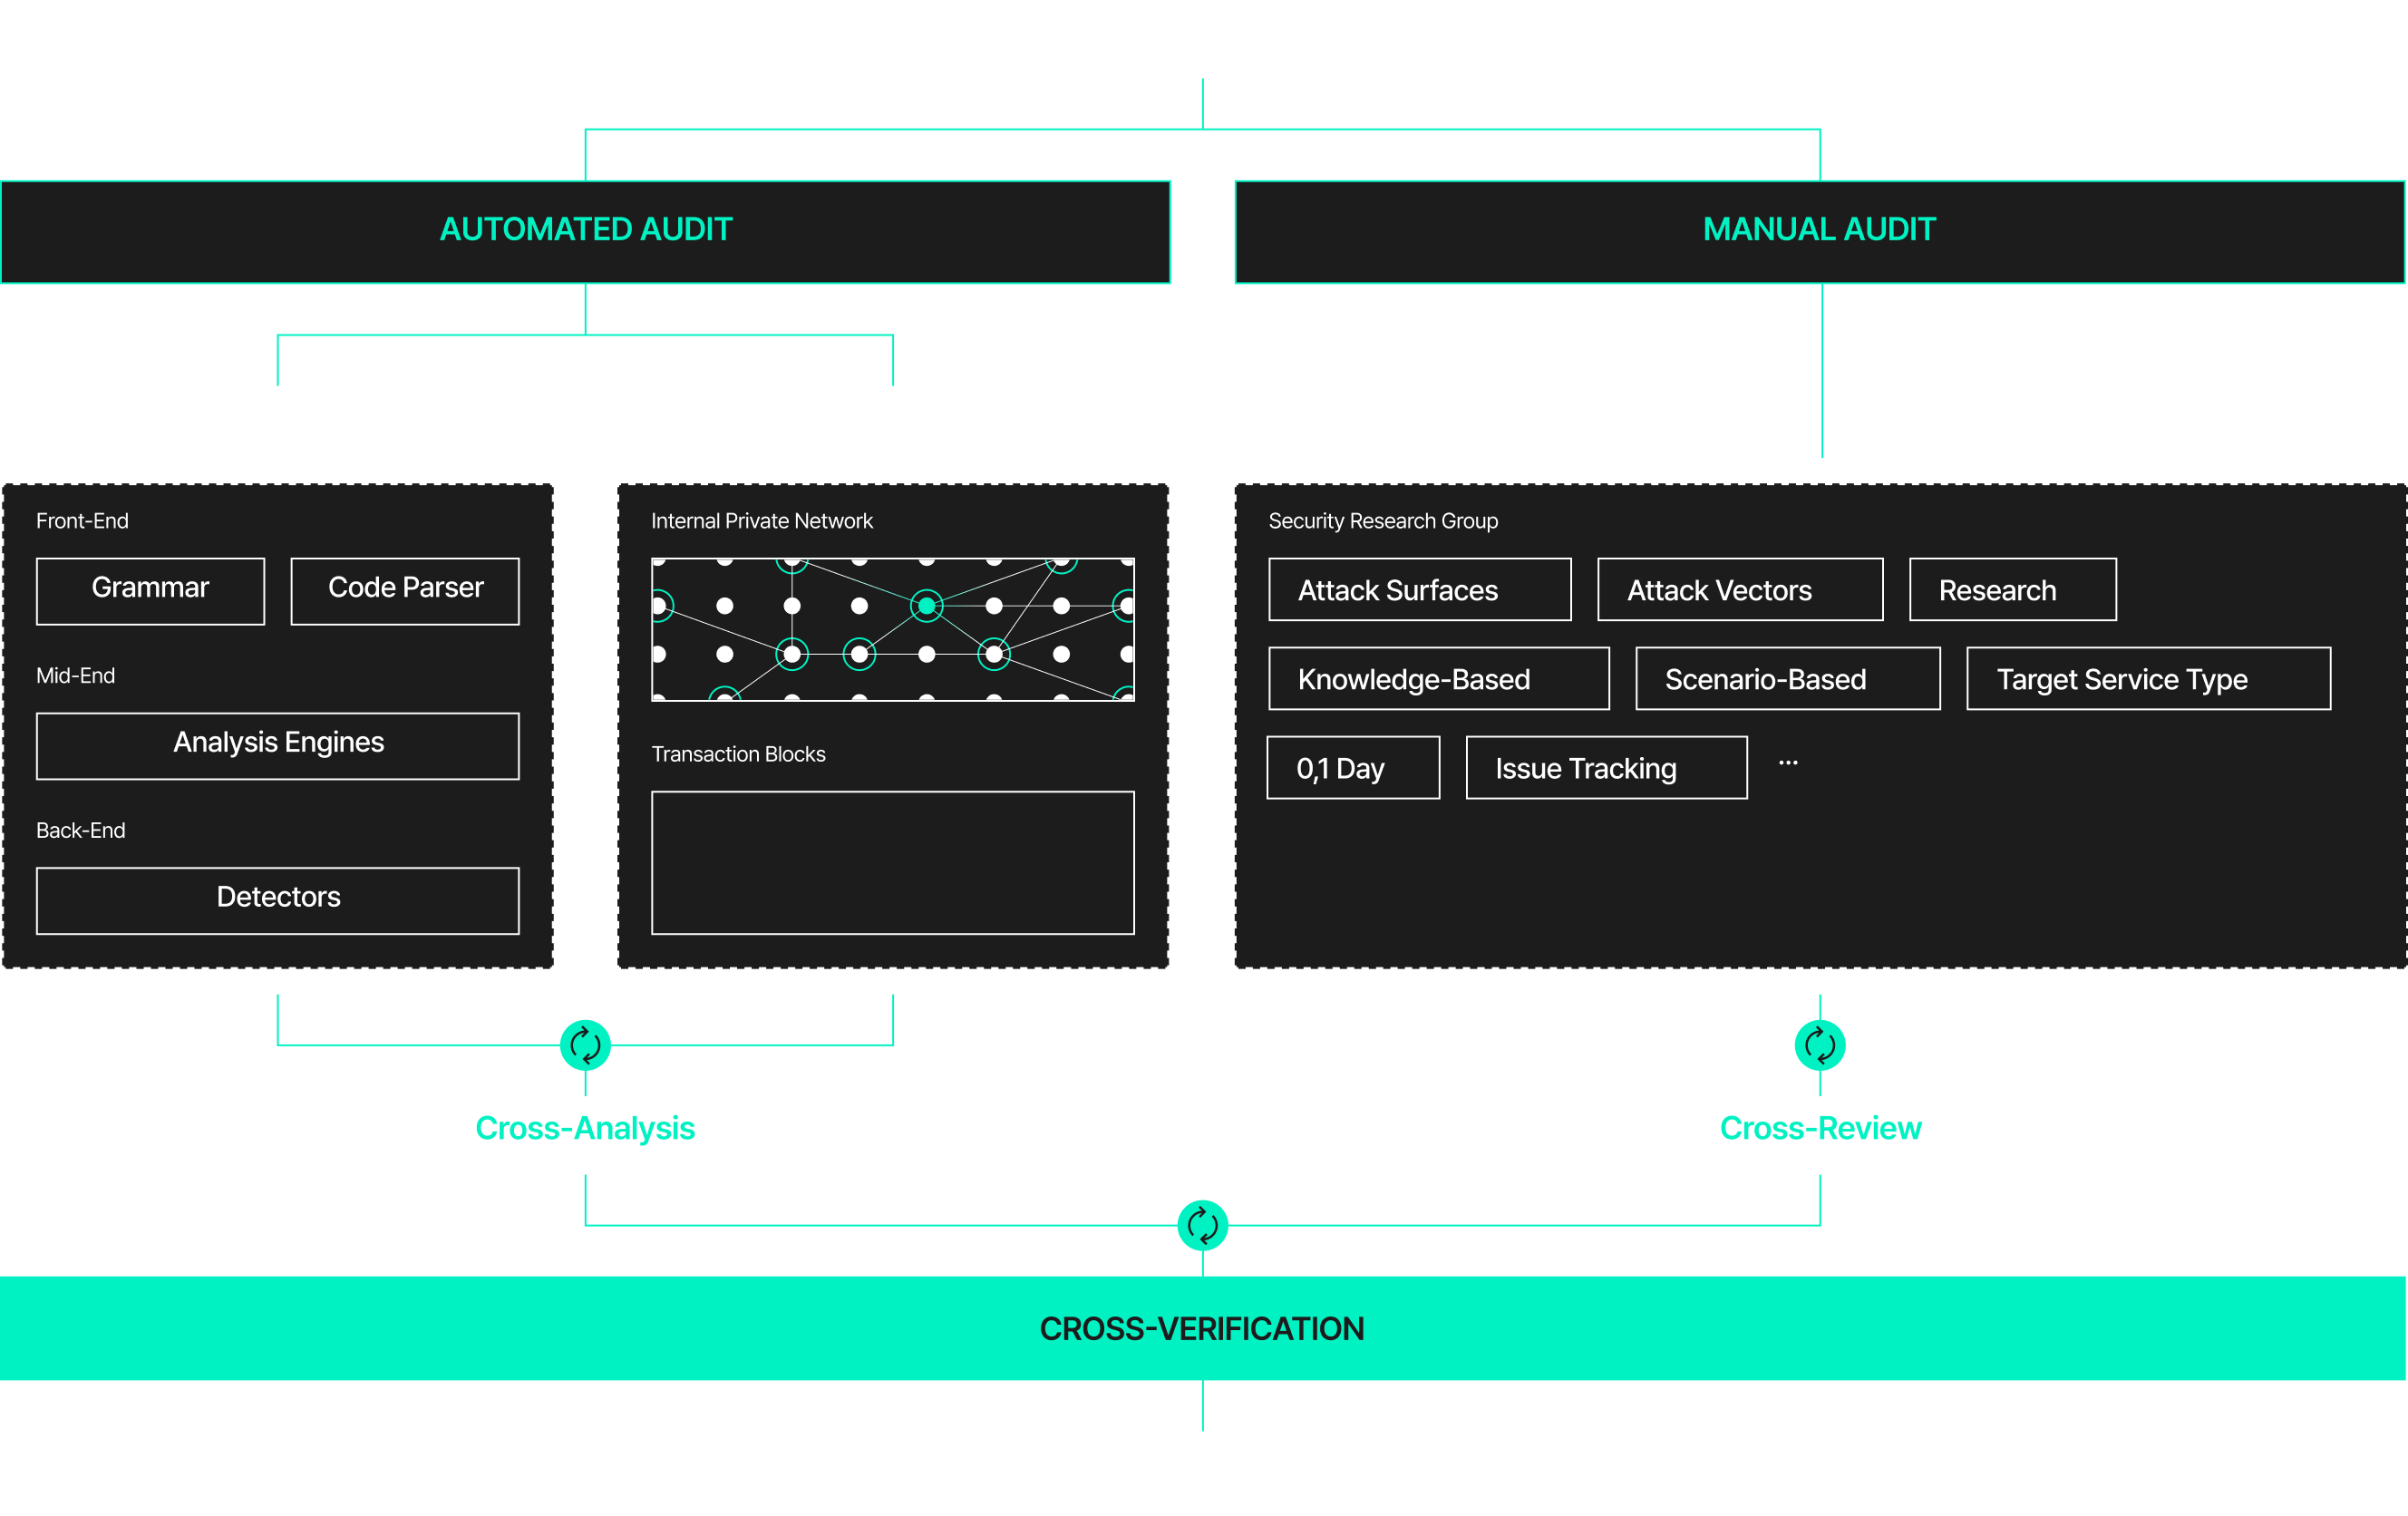 AUTOMATED AUDIT
MANUAL AUDIT
Front-End
Grammar
Code Parser
Mid-End
Analysis Engines
Back-End
Detectors
Internal Private Network
Transaction Blocks
Security Research Group
Attack Surfaces
Attack Vectors
Research
Knowledge-Based
Scenario-Based
Target Service Type
0,1 Day
Issue Tracking
...
Cross-Analysis
Cross-Review
CROSS-VERIFICATION